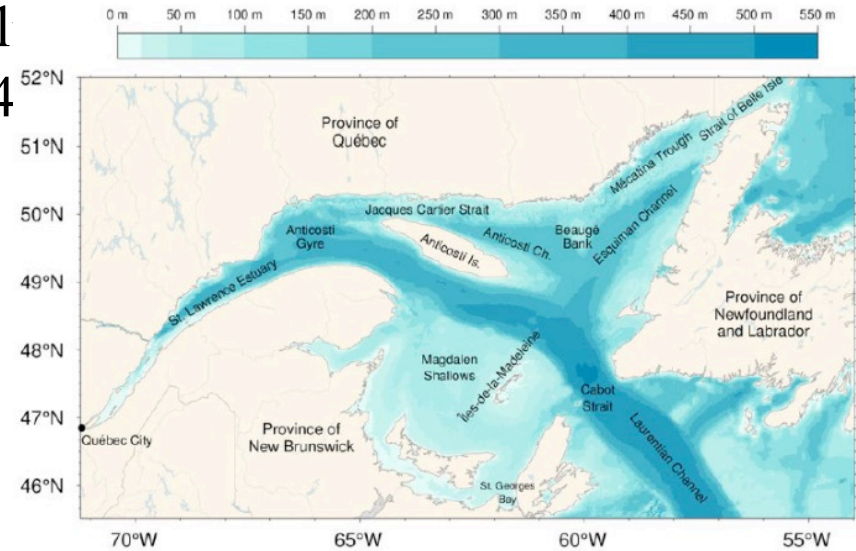 1
4
0 m 50 m 100 m 150 m 200 m 250 m 300 m 350 m 400 m 450 m 500 m 550 m
52°N
51°N
50°N
49°N
48°N
47°N
46°N
Province of
Québec
Strait of Belle Isle
Mécatina Trough
Jacques Cartier Strait
Anticosti
Gyre
Anticosti Is.
Anticosti Ch.
Beaugé
Bank
Esquiman Channel
St. Lawrence Estuary
Province of
Newfoundland
and Labrador
Magdalen
Shallows
Îles-de-la-Madeleine
Cabot
Strait
Québec City
Province of
New Brunswick
Laurentian Channel
St. Georges
Bay
70°W 65°W 60°W 55°W